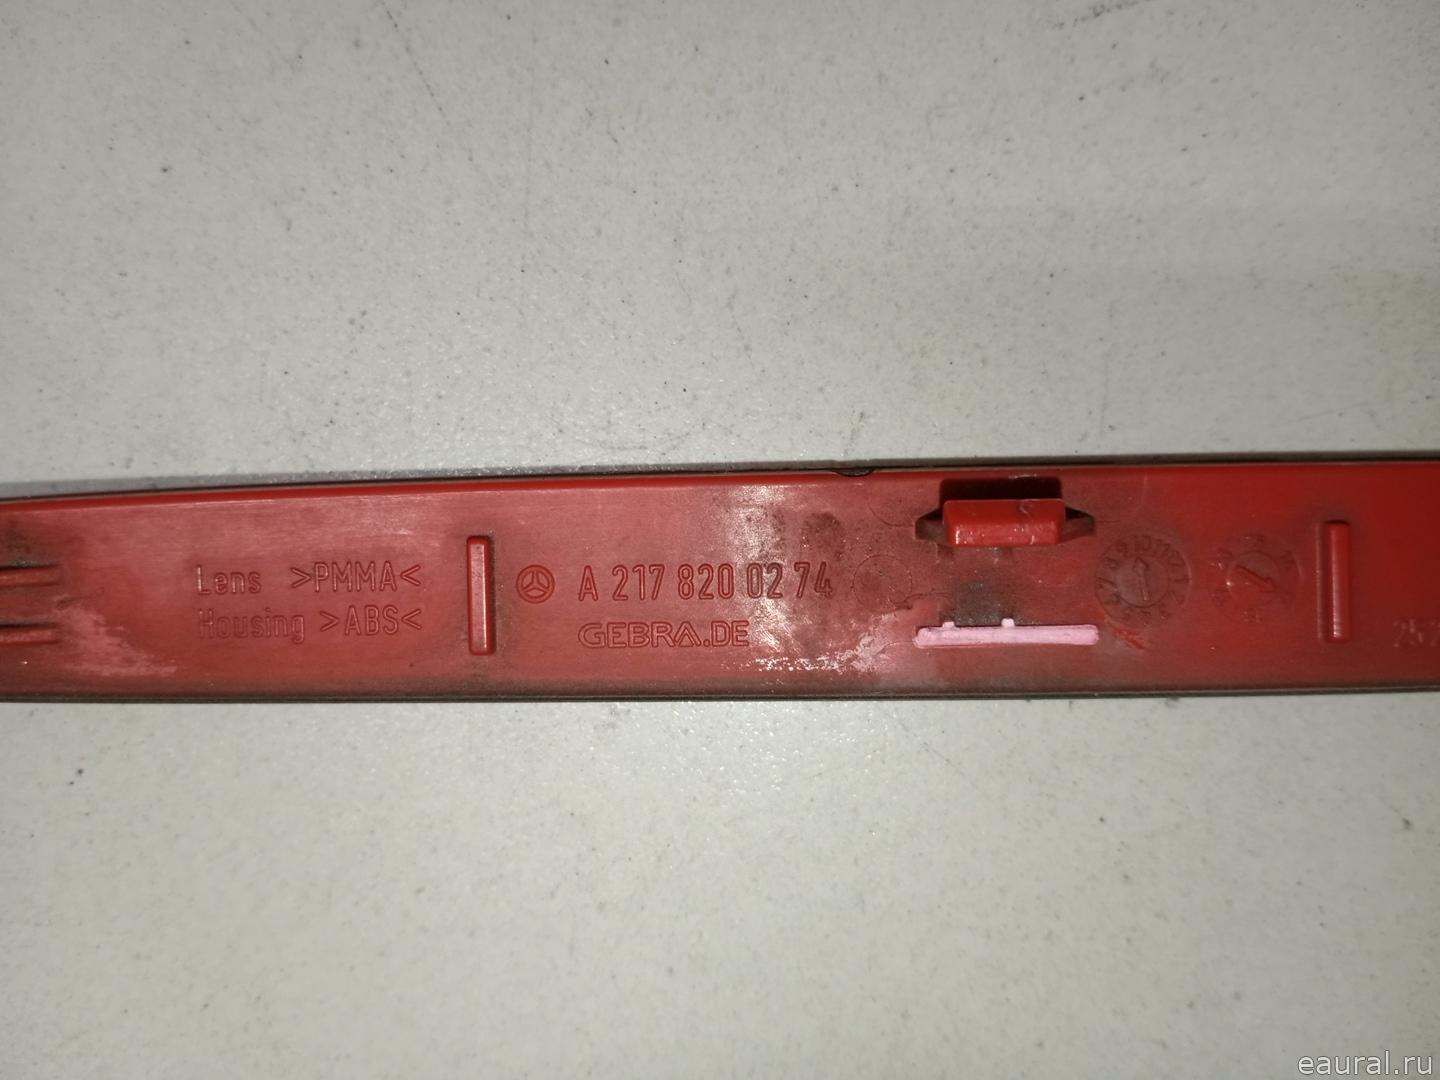 Lens >PMMA<
Housing >ABS<
A 217 820 02 74
GEBRA.DE
eaural.ru